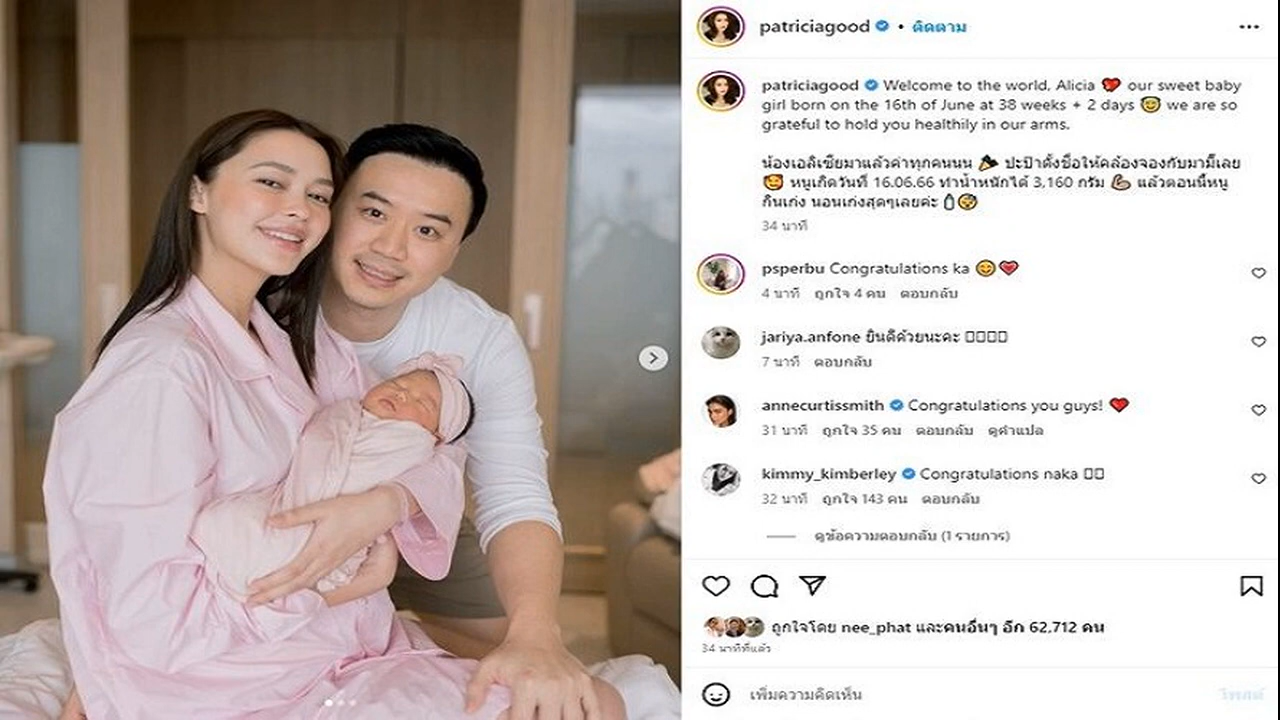 patriciagood • ติดตาม
patriciagood Welcome to the world, Alicia ❤️ our sweet baby
girl born on the 16th of June at 38 weeks + 2 days 😇 we are so
grateful to hold you healthily in our arms.
น้องเอลิเซียมาแล้วค่าทุกคนนน 🎉 ปะป๊าตั้งชื่อให้คล้องจองกับมามี๊เลย
🥰 หนูเกิดวันที่ 16.06.66 ทำน้ำหนักได้ 3,160 กรัม 💪🏻 แล้วตอนนี้หนู
กินเก่ง นอนเก่งสุดๆเลยค่ะ🍼😴
34 นาที
psperbu Congratulations ka 😊❤️
4 นาที ถูกใจ 4 คน ตอบกลับ
jariya.anfone ยินดีด้วยนะคะ
7 นาที ตอบกลับ
annecurtissmith Congratulations you guys! ❤️
31 นาที ถูกใจ 35 คน ตอบกลับ ดูคำแปล
kimmy_kimberley Congratulations naka
32 นาที ถูกใจ 143 คน ตอบกลับ
ดูข้อความตอบกลับ (1 รายการ)
ถูกใจโดย nee_phat และคนอื่นๆ อีก 62,712 คน
34 นาทีที่แล้ว
เพิ่มความคิดเห็น
โพสต์